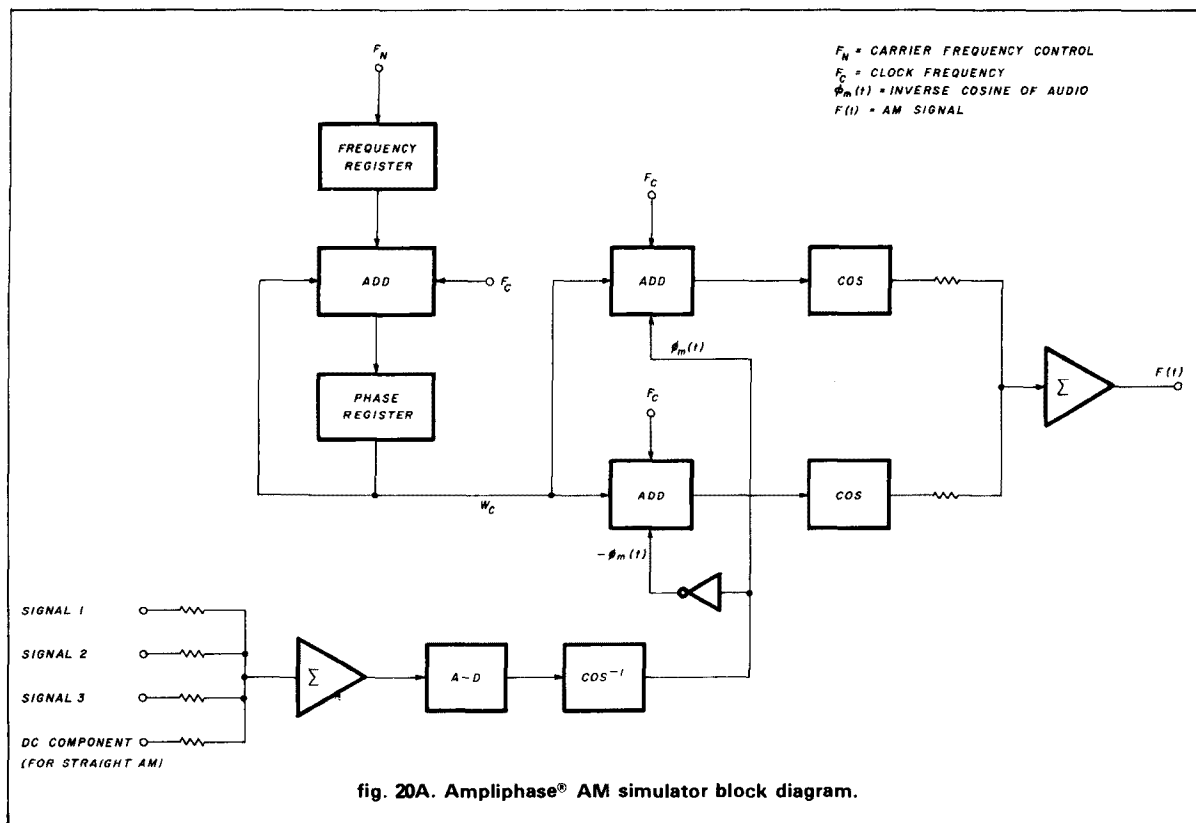 F_N
F_N = CARRIER FREQUENCY CONTROL
F_C = CLOCK FREQUENCY
ϕ_m(t) = INVERSE COSINE OF AUDIO
F(t) = AM SIGNAL
FREQUENCY
REGISTER
F_C
ADD
F_C
ADD
COS
ϕ_m(t)
PHASE
REGISTER
F_C
Σ
F(t)
W_C
ADD
COS
-ϕ_m(t)
SIGNAL 1
SIGNAL 2
SIGNAL 3
DC COMPONENT
(FOR STRAIGHT AM)
Σ
A~D
COS⁻¹
fig. 20A. Ampliphase® AM simulator block diagram.